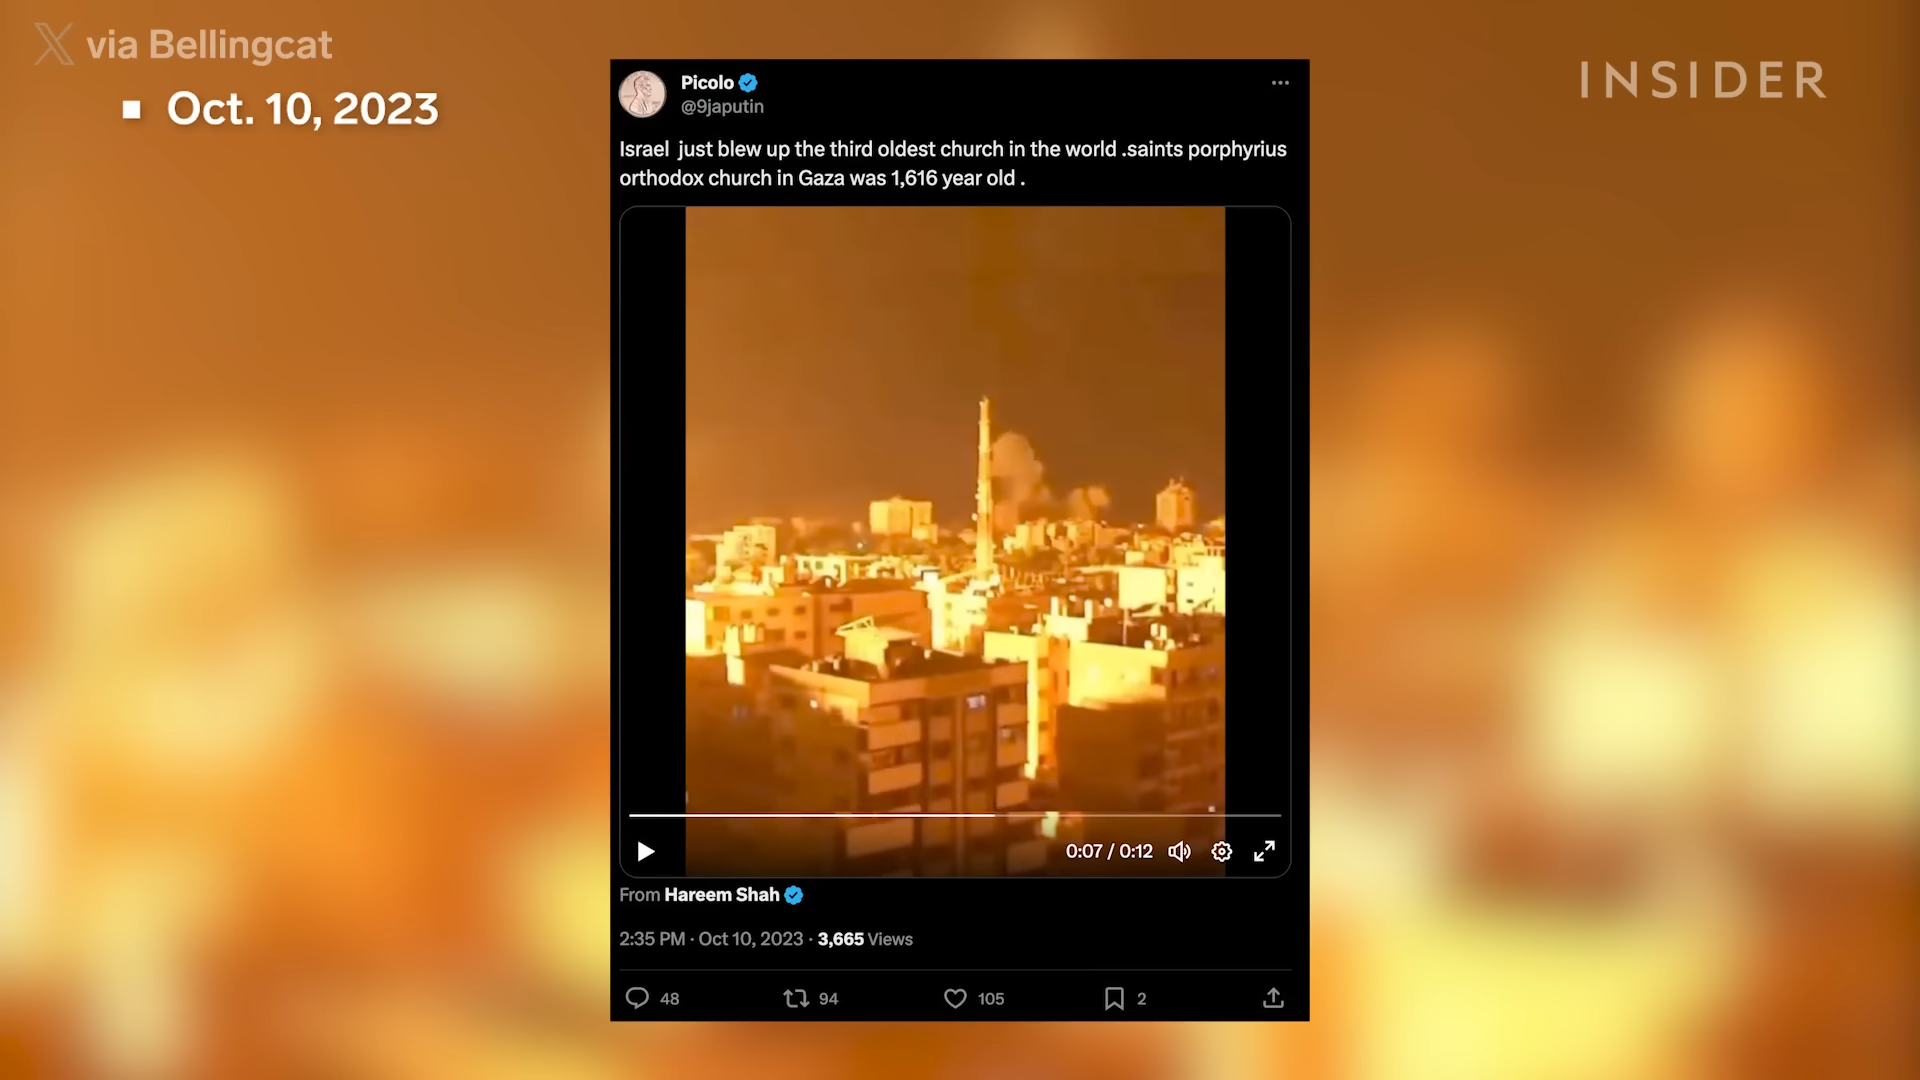 X via Bellingcat
Oct. 10, 2023
INSIDER
Picolo
@9japutin
Israel  just blew up the third oldest church in the world .saints porphyrius
orthodox church in Gaza was 1,616 year old .
0:07 / 0:12
From Hareem Shah
2:35 PM · Oct 10, 2023 · 3,665 Views
48
94
105
2